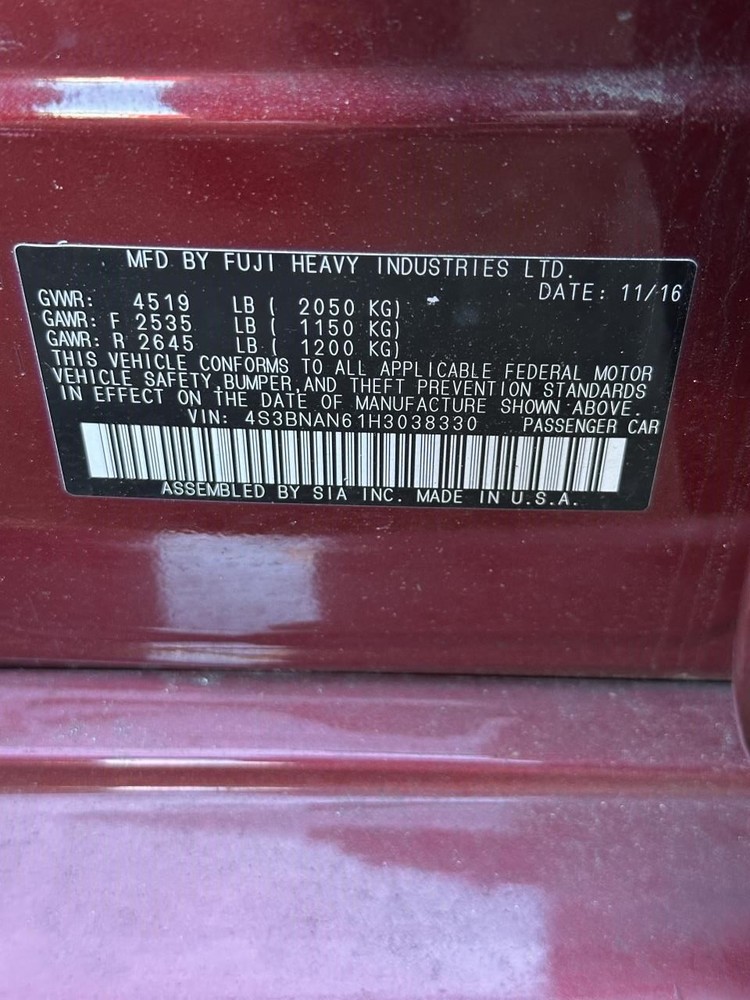 MFD. BY FUJI HEAVY INDUSTRIES LTD.
DATE: 11/16
GVWR: 4519 LB ( 2050 KG)
GAWR: F 2535 LB ( 1150 KG)
GAWR: R 2645 LB ( 1200 KG)
THIS VEHICLE CONFORMS TO ALL APPLICABLE FEDERAL MOTOR
VEHICLE SAFETY,BUMPER,AND THEFT PREVENTION STANDARDS
IN EFFECT ON THE DATE OF MANUFACTURE SHOWN ABOVE.
VIN: 4S3BNAN61H3038330 PASSENGER CAR
ASSEMBLED BY SIA INC. MADE IN U.S.A.